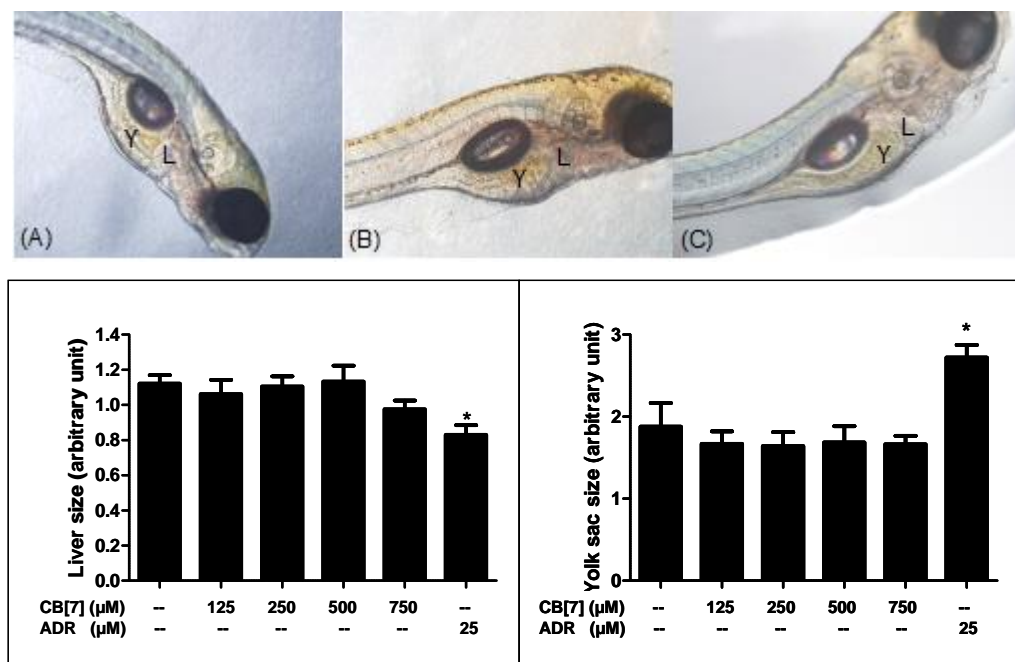 Y
L
(A)
Y
L
(B)
L
Y
(C)
Liver size (arbitrary unit)
1.4
1.2
1.0
0.8
0.6
0.4
0.2
0.0
*
CB[7] (µM) -- 125 250 500 750 --
ADR (µM) -- -- -- -- -- 25
Yolk sac size (arbitrary unit)
3
2
1
0
*
CB[7] (µM) -- 125 250 500 750 --
ADR (µM) -- -- -- -- -- 25